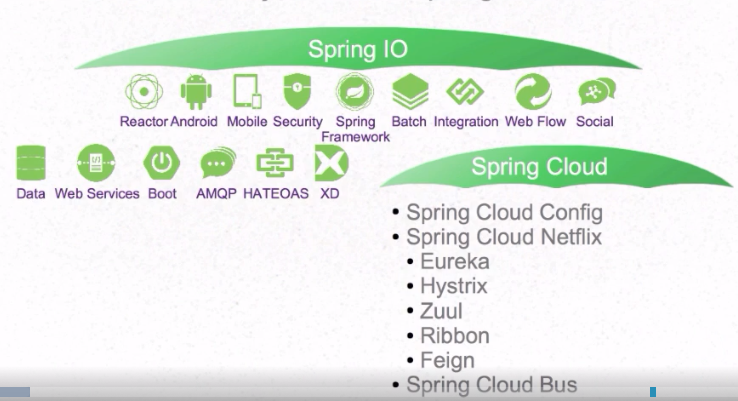 Spring IO
Reactor Android Mobile Security Spring Framework Batch Integration Web Flow Social
Data Web Services Boot AMQP HATEOAS XD
Spring Cloud
• Spring Cloud Config
• Spring Cloud Netflix
• Eureka
• Hystrix
• Zuul
• Ribbon
• Feign
• Spring Cloud Bus